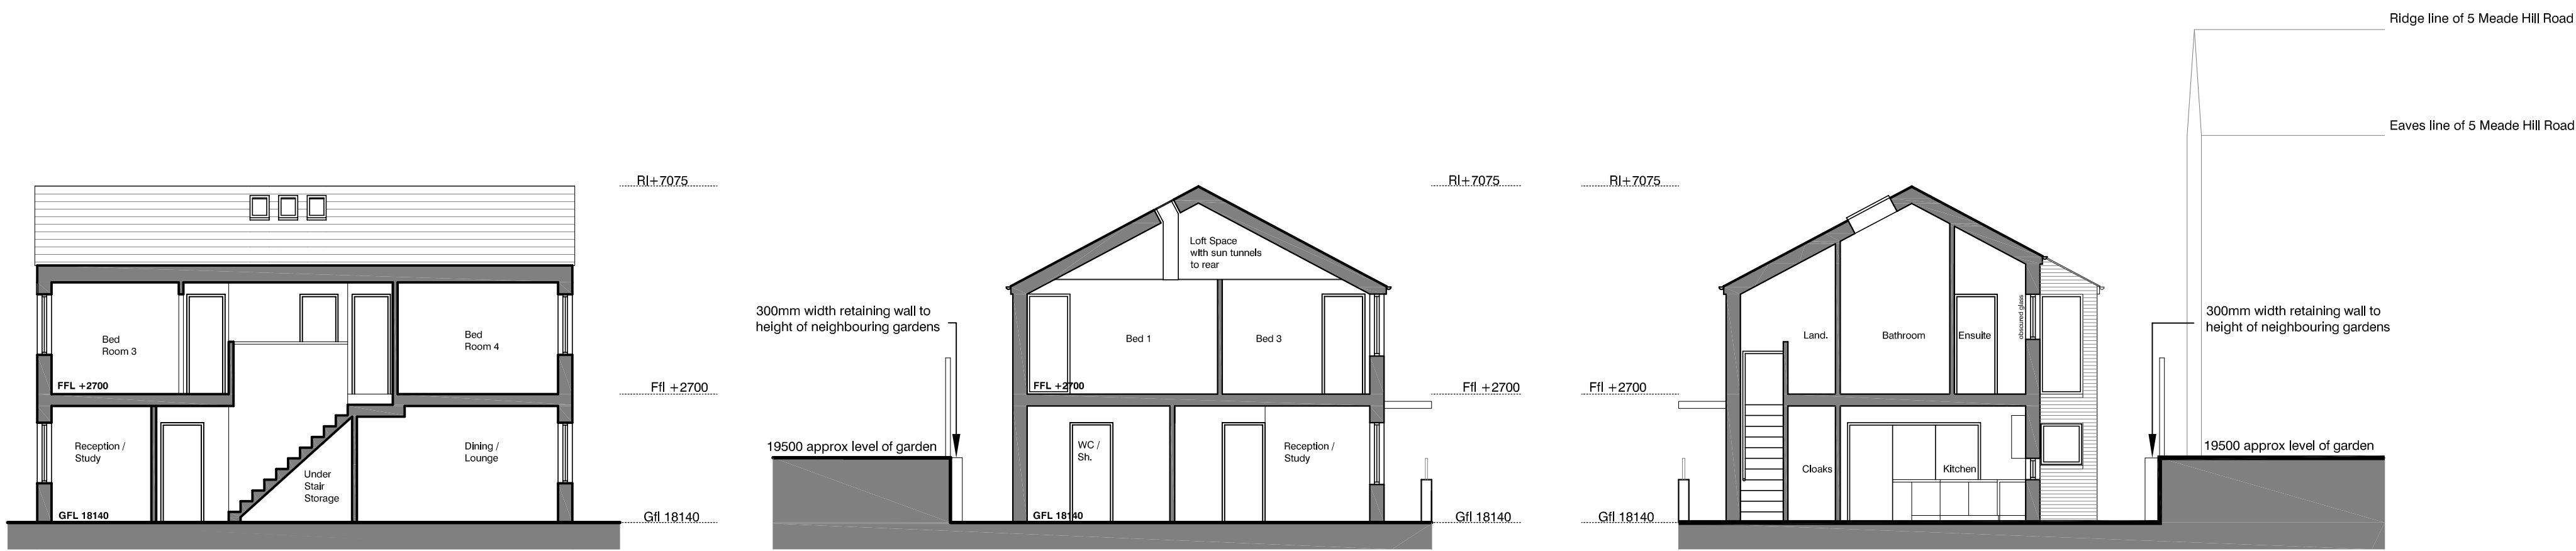 Ridge line of 5 Meade Hill Road
Eaves line of 5 Meade Hill Road
Rl+7075
Bed
Room 3
Bed
Room 4
FFL +2700
Ffl +2700
Reception /
Study
Under
Stair
Storage
Dining /
Lounge
GFL 18140
Gfl 18140
300mm width retaining wall to
height of neighbouring gardens
19500 approx level of garden
Loft Space
with sun tunnels
to rear
Bed 1
Bed 3
FFL +2700
WC /
Sh.
Reception /
Study
GFL 18140
Rl+7075
Ffl +2700
Gfl 18140
Rl+7075
Ffl +2700
Gfl 18140
Land.
Bathroom
Ensuite
obscured glass
Cloaks
Kitchen
300mm width retaining wall to
height of neighbouring gardens
19500 approx level of garden